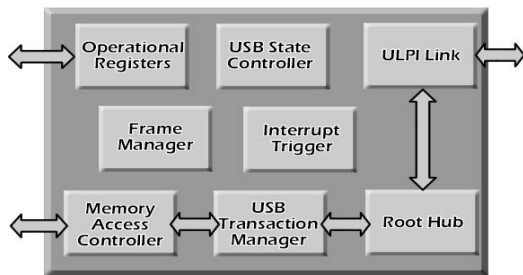 Operational
Registers
USB State
Controller
ULPI Link
Frame
Manager
Interrupt
Trigger
Memory
Access
Controller
USB
Transaction
Manager
Root Hub